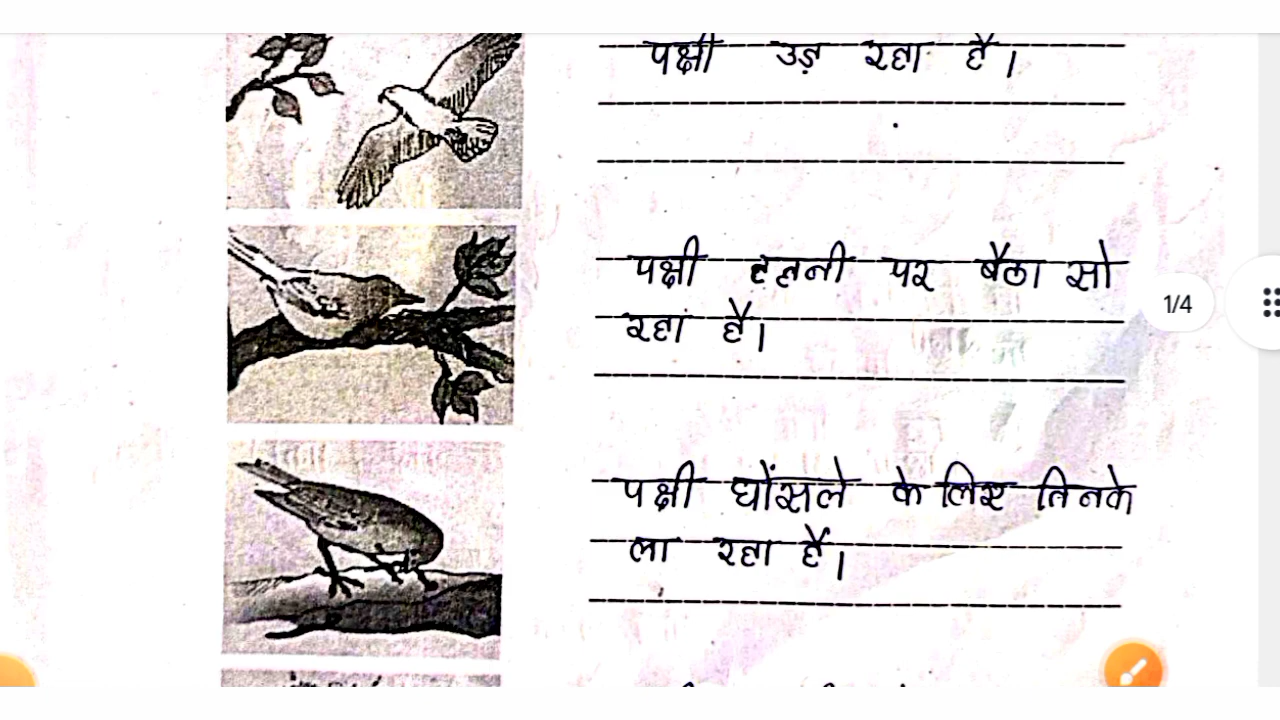 पक्षी उड़ रहा है।
पक्षी टहनी पर बैठा सो
रहा है।
पक्षी घोंसले के लिए तिनके
ला रहा है।
1/4